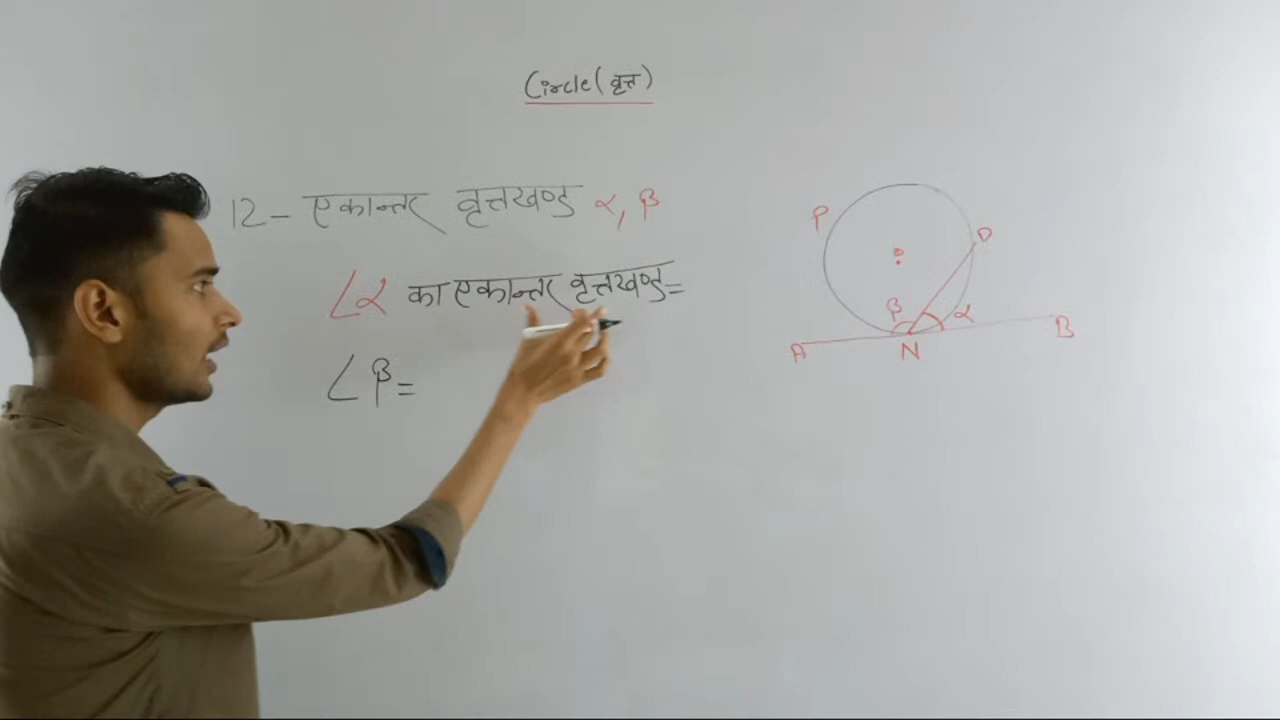 Circle (वृत्त)
12- एकान्तर वृत्तखण्ड α, β
∠α का एकान्तर वृत्तखण्ड=
∠β=
P
D
β
α
A
N
B